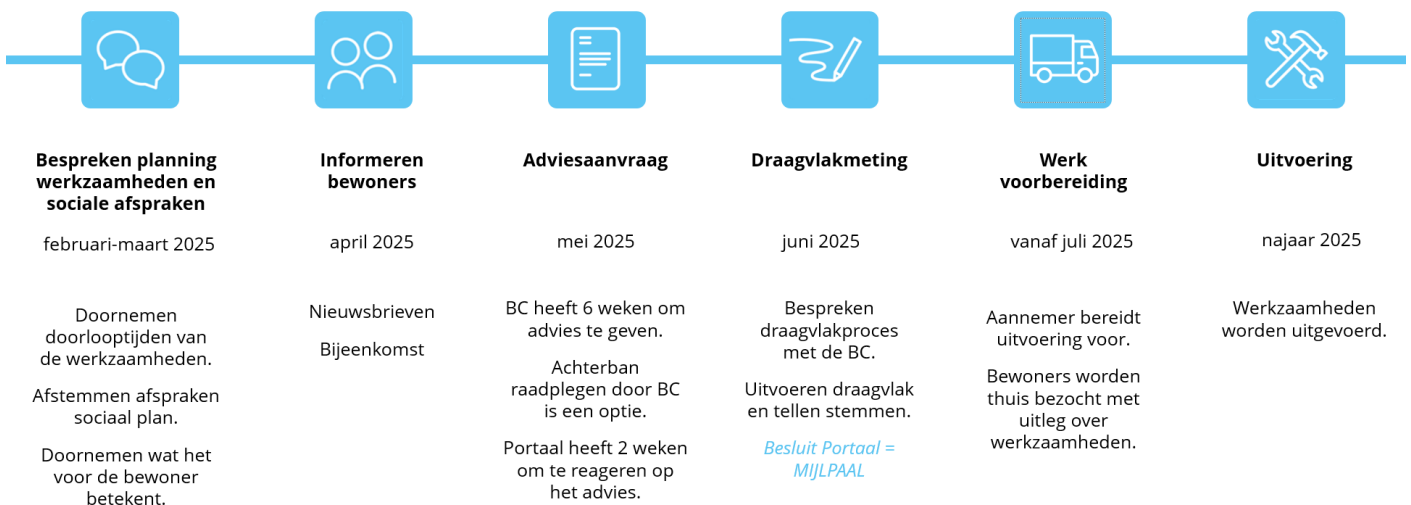 Bespreken planning
werkzaamheden en
sociale afspraken
februari-maart 2025
Doornemen
doorlooptijden van
de werkzaamheden.
Afstemmen afspraken
sociaal plan.
Doornemen wat het
voor de bewoner
betekent.
Informeren
bewoners
april 2025
Nieuwsbrieven
Bijeenkomst
Adviesaanvraag
mei 2025
BC heeft 6 weken om
advies te geven.
Achterban
raadplegen door BC
is een optie.
Portaal heeft 2 weken
om te reageren op
het advies.
Draagvlakmeting
juni 2025
Bespreken
draagvlakproces
met de BC.
Uitvoeren draagvlak
en tellen stemmen.
Besluit Portaal =
MIJLPAAL
Werk
voorbereiding
vanaf juli 2025
Aannemer bereidt
uitvoering voor.
Bewoners worden
thuis bezocht met
uitleg over
werkzaamheden.
Uitvoering
najaar 2025
Werkzaamheden
worden uitgevoerd.